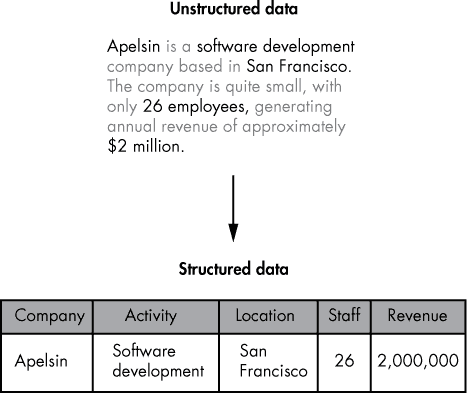 Unstructured data
Apelsin is a software development
company based in San Francisco.
The company is quite small, with
only 26 employees, generating
annual revenue of approximately
$2 million.
Structured data
Company Activity Location Staff Revenue
Apelsin Software development San Francisco 26 2,000,000